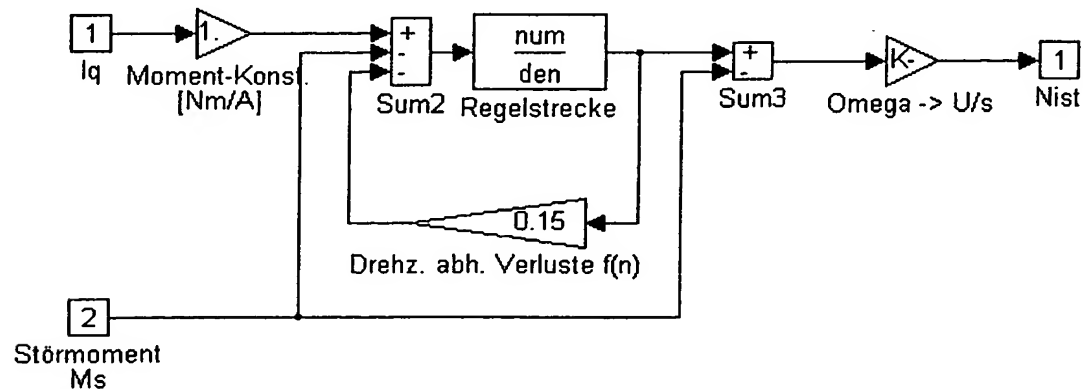 1
Iq
1.
Moment-Konst.
[Nm/A]
+
-
-
Sum2
num
den
Regelstrecke
+
-
Sum3
K-
Omega -> U/s
1
Nist
0.15
Drehz. abh. Verluste f(n)
2
Störmoment
Ms